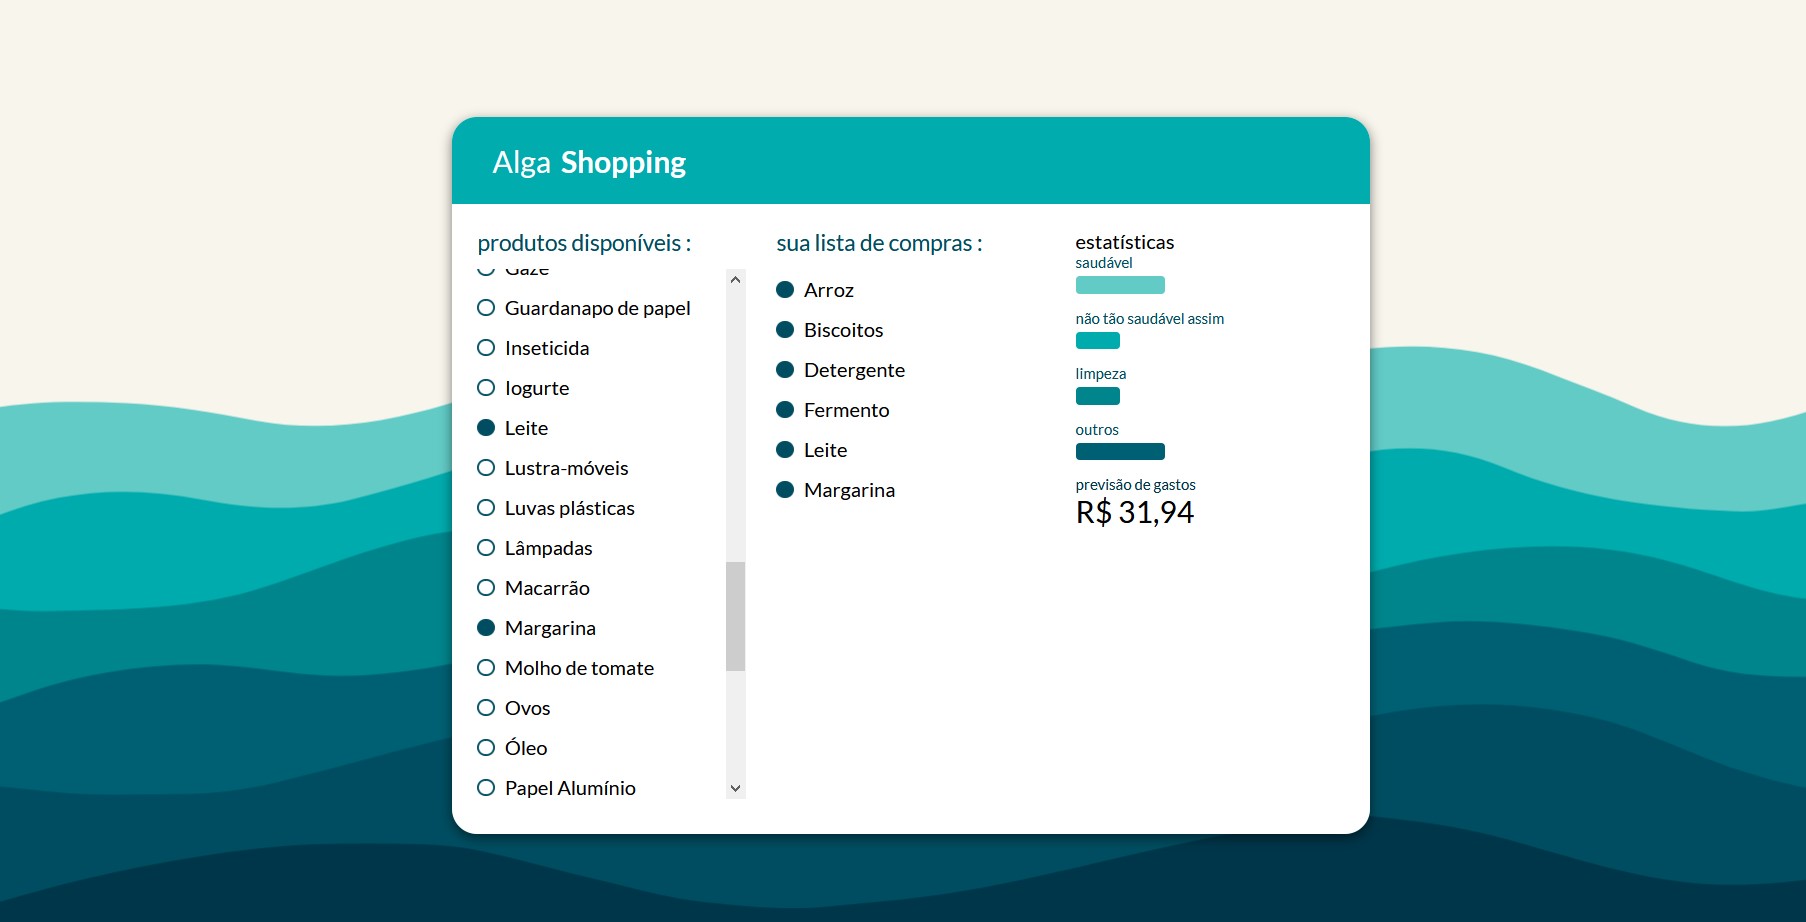 Alga Shopping
produtos disponíveis :
Gaze
Guardanapo de papel
Inseticida
Iogurte
Leite
Lustra-móveis
Luvas plásticas
Lâmpadas
Macarrão
Margarina
Molho de tomate
Ovos
Óleo
Papel Alumínio
sua lista de compras :
Arroz
Biscoitos
Detergente
Fermento
Leite
Margarina
estatísticas
saudável
não tão saudável assim
limpeza
outros
previsão de gastos
R$ 31,94